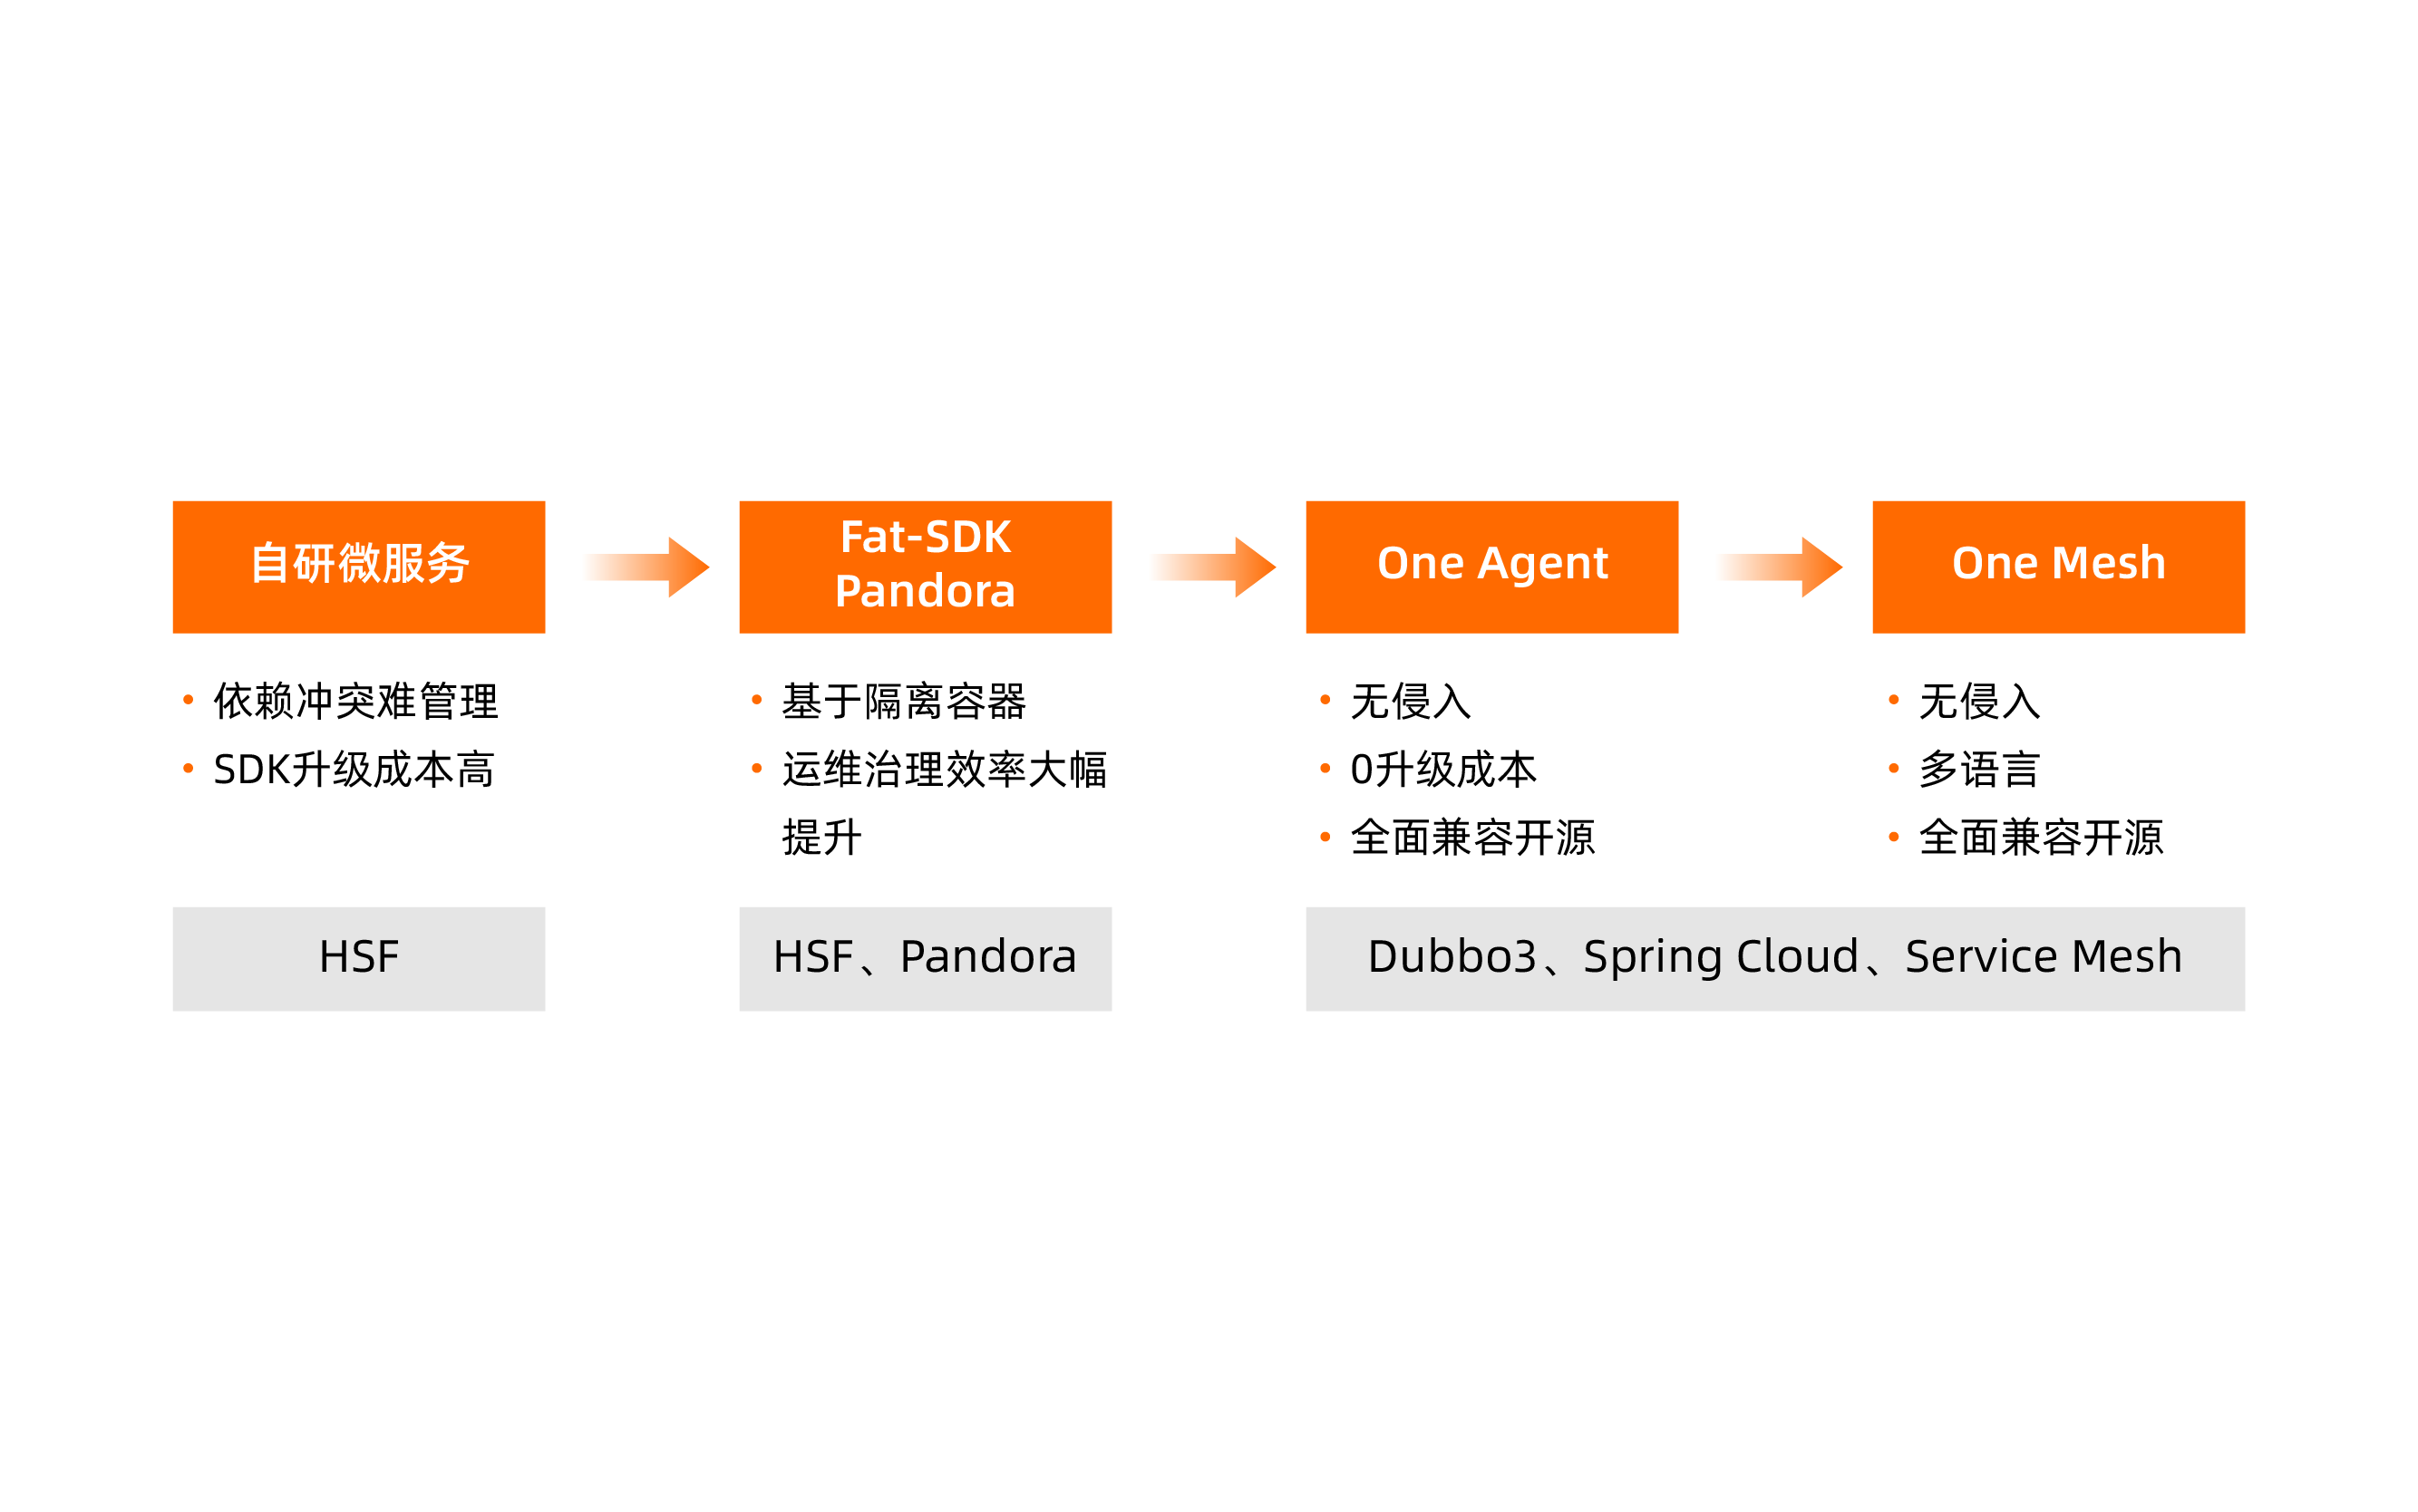 自研微服务
Fat-SDK
Pandora
One Agent
One Mesh
• 依赖冲突难管理
• SDK升级成本高
• 基于隔离容器
• 运维治理效率大幅
提升
• 无侵入
• 0升级成本
• 全面兼容开源
• 无侵入
• 多语言
• 全面兼容开源
HSF
HSF、Pandora
Dubbo3、Spring Cloud、Service Mesh